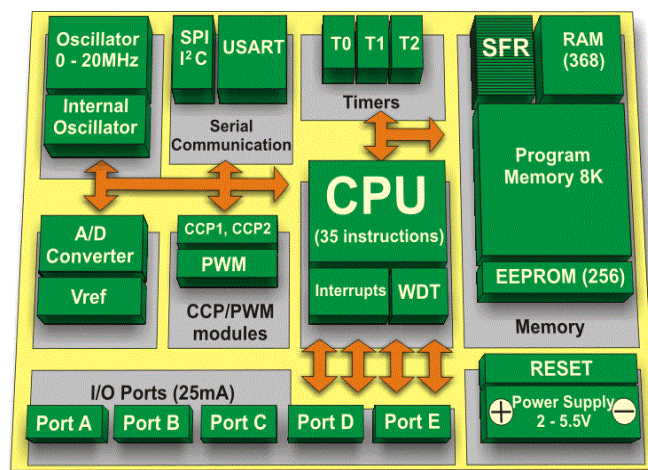 Oscillator
0 - 20MHz
Internal
Oscillator
SPI
I²C
USART
Serial
Communication
T0 T1 T2
Timers
SFR
RAM
(368)
Program
Memory 8K
EEPROM (256)
Memory
CPU
(35 instructions)
Interrupts
WDT
A/D
Converter
Vref
CCP1, CCP2
PWM
CCP/PWM
modules
I/O Ports (25mA)
Port A
Port B
Port C
Port D
Port E
RESET
+
Power Supply
2 - 5.5V
−